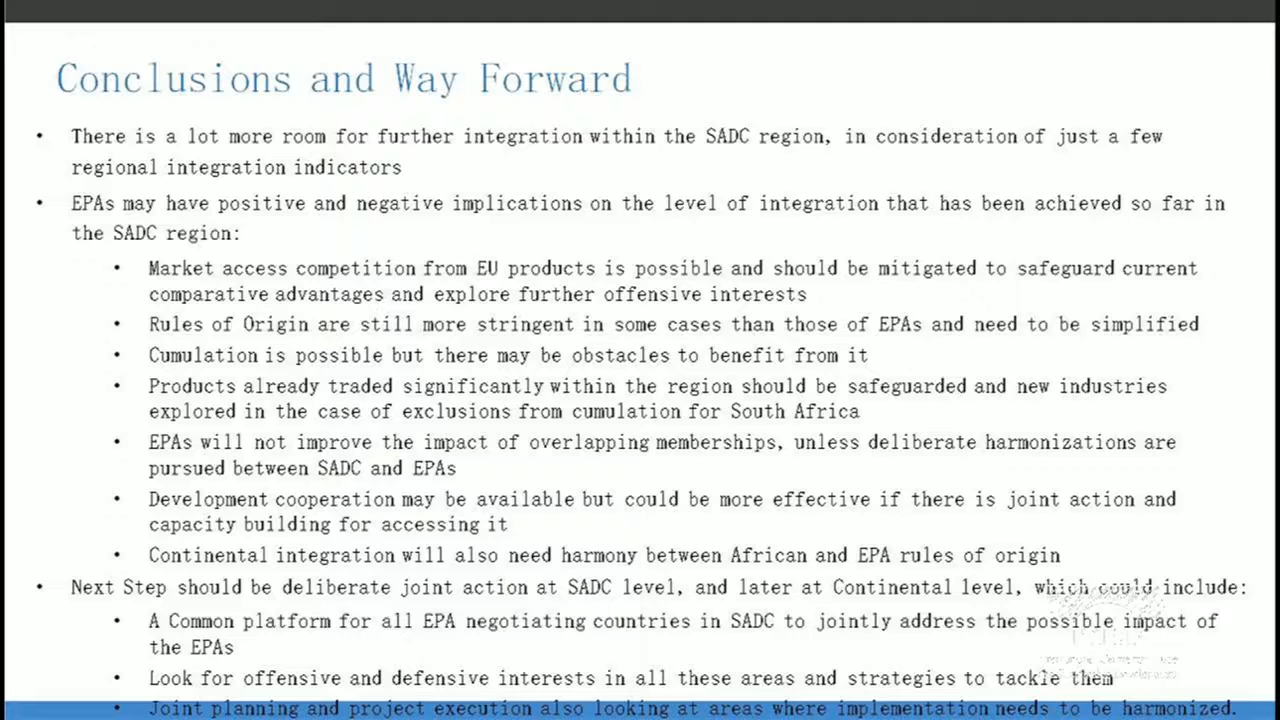 Conclusions and Way Forward
• There is a lot more room for further integration within the SADC region, in consideration of just a few
regional integration indicators
• EPAs may have positive and negative implications on the level of integration that has been achieved so far in
the SADC region:
• Market access competition from EU products is possible and should be mitigated to safeguard current
comparative advantages and explore further offensive interests
• Rules of Origin are still more stringent in some cases than those of EPAs and need to be simplified
• Cumulation is possible but there may be obstacles to benefit from it
• Products already traded significantly within the region should be safeguarded and new industries
explored in the case of exclusions from cumulation for South Africa
• EPAs will not improve the impact of overlapping memberships, unless deliberate harmonizations are
pursued between SADC and EPAs
• Development cooperation may be available but could be more effective if there is joint action and
capacity building for accessing it
• Continental integration will also need harmony between African and EPA rules of origin
• Next Step should be deliberate joint action at SADC level, and later at Continental level, which could include:
• A Common platform for all EPA negotiating countries in SADC to jointly address the possible impact of
the EPAs
• Look for offensive and defensive interests in all these areas and strategies to tackle them
• Joint planning and project execution also looking at areas where implementation needs to be harmonized.